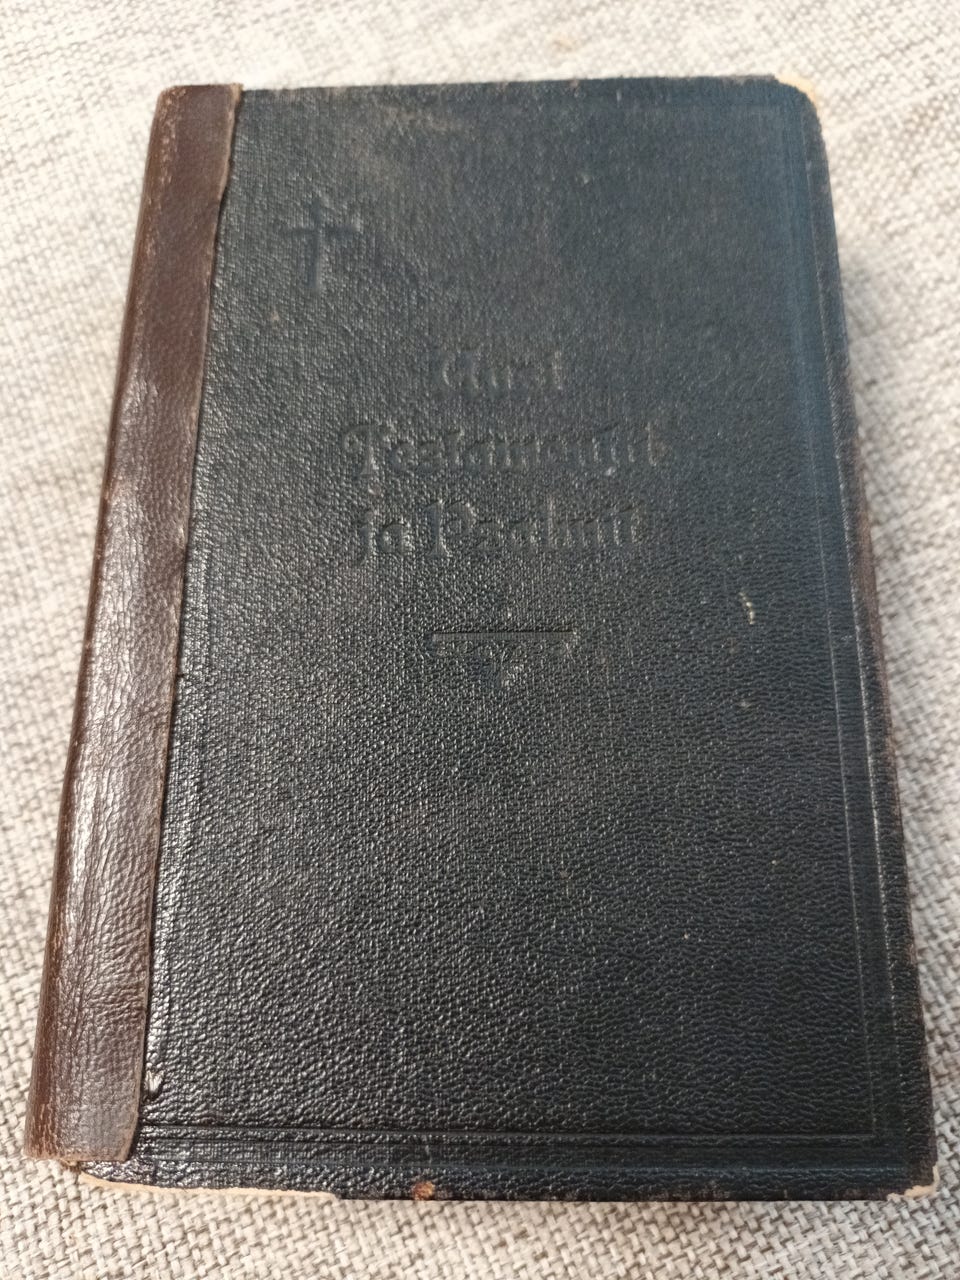 Uusi
Testamentti
ja Psalmit